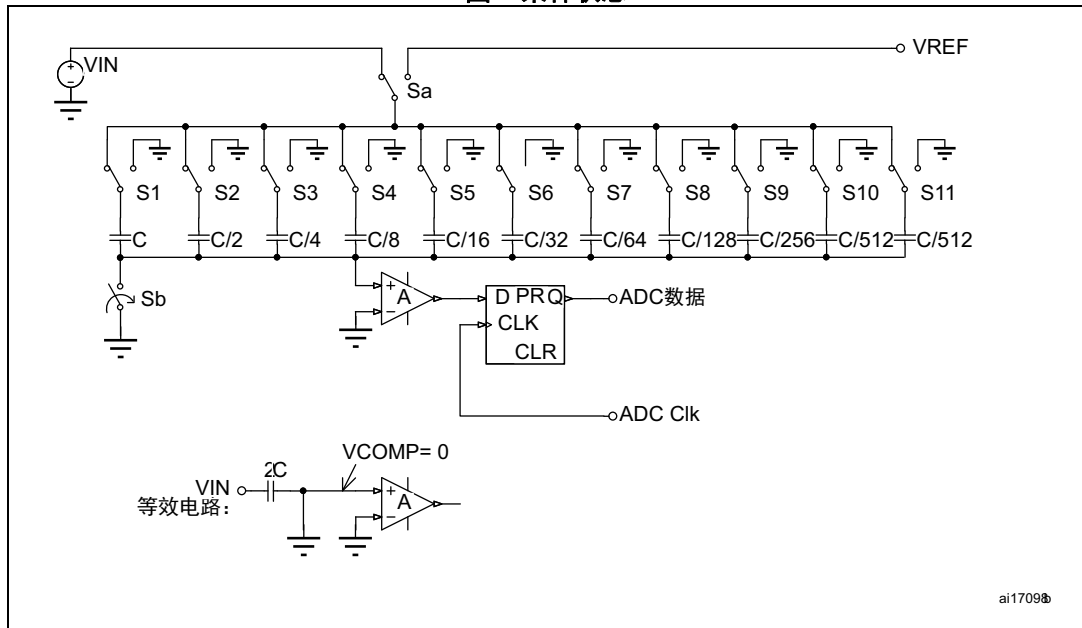 VIN
VREF
Sa
S1 S2 S3 S4 S5 S6 S7 S8 S9 S10 S11
C C/2 C/4 C/8 C/16 C/32 C/64 C/128 C/256 C/512 C/512
Sb
+ A −
D PR Q
CLK
CLR
ADC数据
ADC Clk
VCOMP= 0
2C
VIN
等效电路：
+ A −